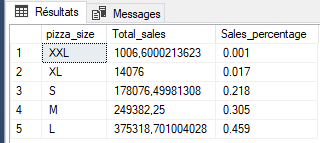 Résultats Messages
pizza_size Total_sales Sales_percentage
1 XXL 1006,6000213623 0.001
2 XL 14076 0.017
3 S 178076,49981308 0.218
4 M 249382,25 0.305
5 L 375318,701004028 0.459